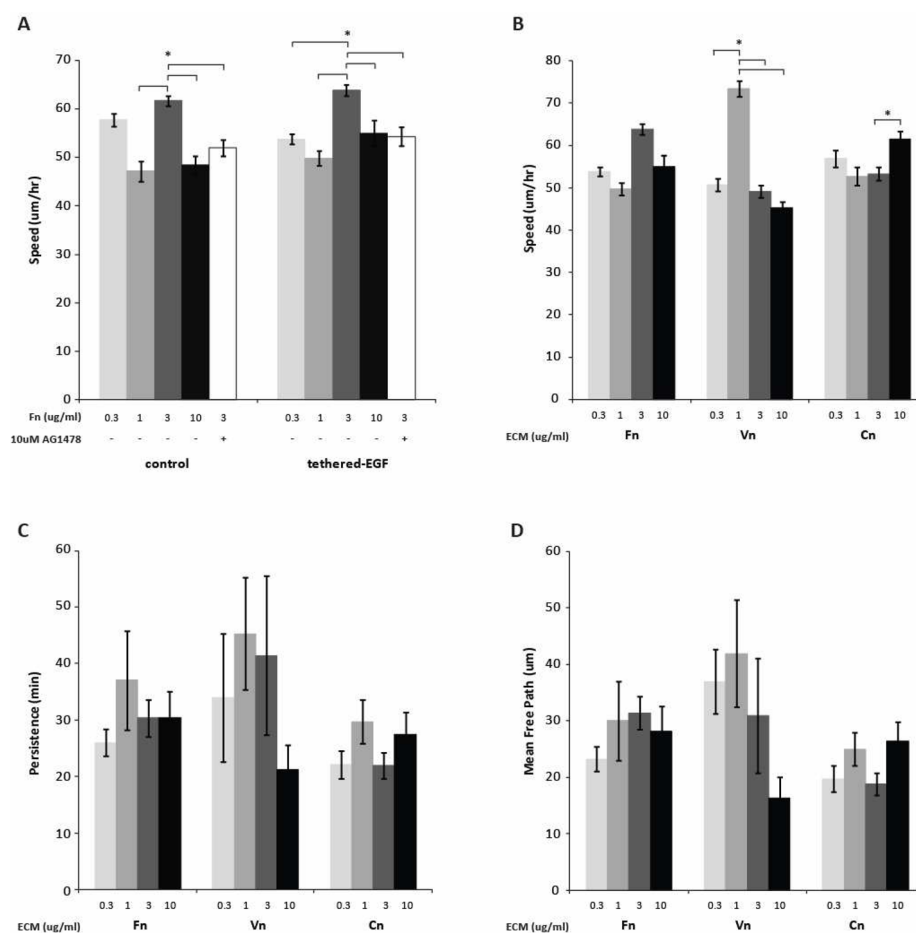 A
70
60
50
40
30
20
10
0
Speed (um/hr)
*
*
Fn (ug/ml) 0.3 1 3 10 3 0.3 1 3 10 3
10uM AG1478 - - - - + - - - - +
control tethered-EGF
B
80
70
60
50
40
30
20
10
0
Speed (um/hr)
*
*
0.3 1 3 10 0.3 1 3 10 0.3 1 3 10
ECM (ug/ml) Fn Vn Cn
C
60
50
40
30
20
10
0
Persistence (min)
0.3 1 3 10 0.3 1 3 10 0.3 1 3 10
ECM (ug/ml) Fn Vn Cn
D
60
50
40
30
20
10
0
Mean Free Path (um)
0.3 1 3 10 0.3 1 3 10 0.3 1 3 10
ECM (ug/ml) Fn Vn Cn